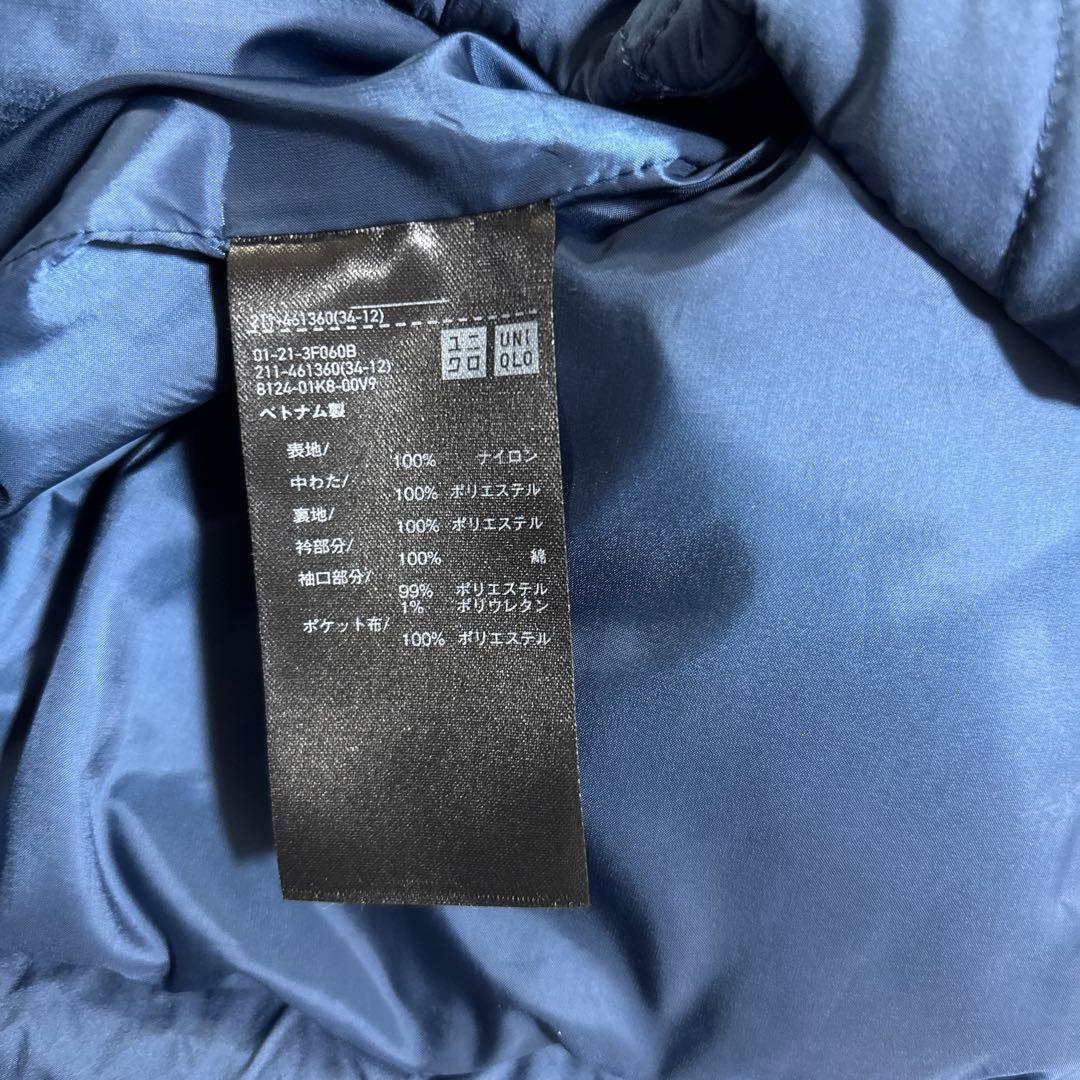 211-461360(34-12)
ユニクロ
UNIQLO
01-21-3F060B
211-461360(34-12)
8124-01K8-00V9
ベトナム製
表地/ 100% ナイロン
中わた/ 100% ポリエステル
裏地/ 100% ポリエステル
衿部分/ 100% 綿
袖口部分/ 99% ポリエステル
1% ポリウレタン
ポケット布/ 100% ポリエステル